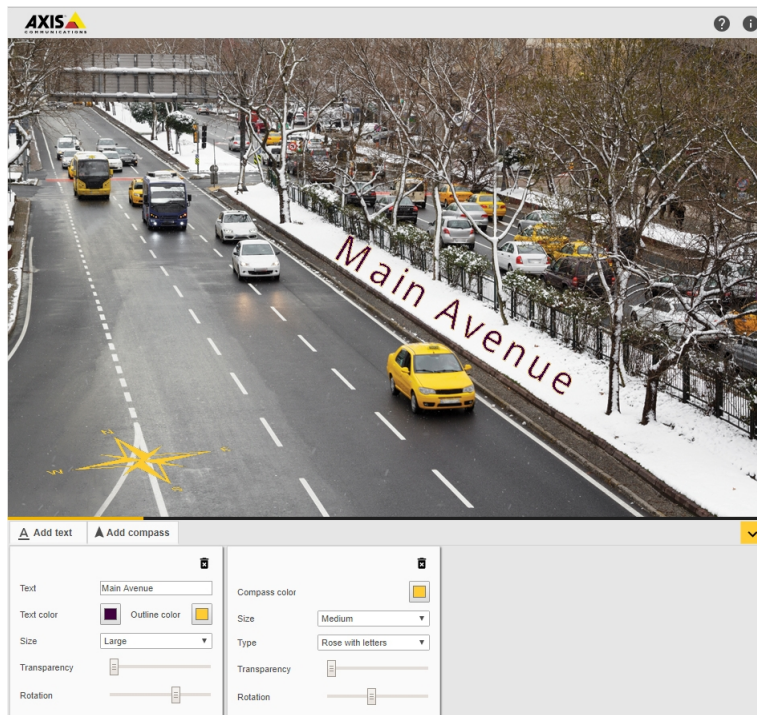 AXIS
COMMUNICATIONS
Main Avenue
N
W
E
S
Add text
Add compass
Text
Main Avenue
Text color
Outline color
Size
Large
Transparency
Rotation
Compass color
Size
Medium
Type
Rose with letters
Transparency
Rotation